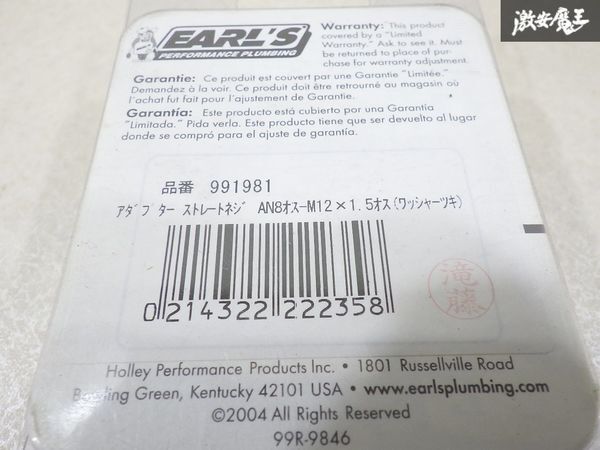 激安魔王
EARL'S
PERFORMANCE PLUMBING
Warranty: This product
covered by a "Limited
Warranty." Ask to see it. Must
be returned to place of pur-
chase for warranty adjustment.
Garantie: Ce produit est couvert par une Garantie "Limitée."
Demandez à la voir. Ce produit doit être retourné au magasin où
l'achat fut fait pour l'ajustement de Garantie.
Garantía: Este producto está cubierto por una Garantía
"Limitada." Pida verla. Este producto tiene que ser devuelto al lugar
donde se compró para el ajuste de garantía.
品番 991981
アダプター ストレートネジ AN8オス-M12×1.5オス(ワッシャーツキ)
0 214322 222358
滝藤
Holley Performance Products Inc. • 1801 Russellville Road
Bowling Green, Kentucky 42101 USA • www.earlsplumbing.com
©2004 All Rights Reserved
99R-9846